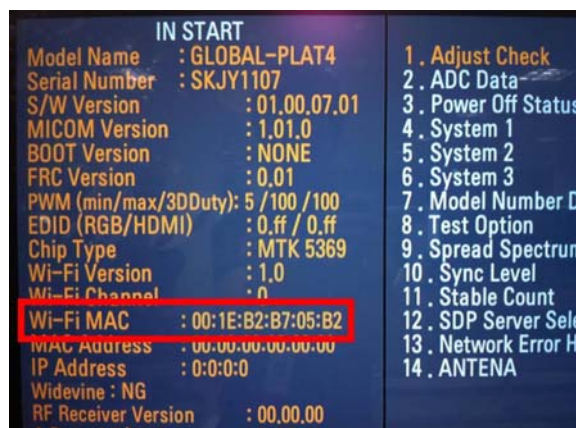 IN START
Model Name : GLOBAL-PLAT4
Serial Number : SKJY1107
S/W Version : 01.00.07.01
MICOM Version : 1.01.0
BOOT Version : NONE
FRC Version : 0.01
PWM (min/max/3DDuty): 5 /100 /100
EDID (RGB/HDMI) : 0.ff / 0.ff
Chip Type : MTK 5369
Wi-Fi Version : 1.0
Wi-Fi Channel : 0
Wi-Fi MAC : 00:1E:B2:B7:05:B2
MAC Address : 00:00:00:00:00:00
IP Address : 0:0:0:0
Widevine : NG
RF Receiver Version : 00.00.00
1. Adjust Check
2. ADC Data
3. Power Off Status
4. System 1
5. System 2
6. System 3
7. Model Number D
8. Test Option
9. Spread Spectrum
10. Sync Level
11. Stable Count
12. SDP Server Sele
13. Network Error H
14. ANTENA